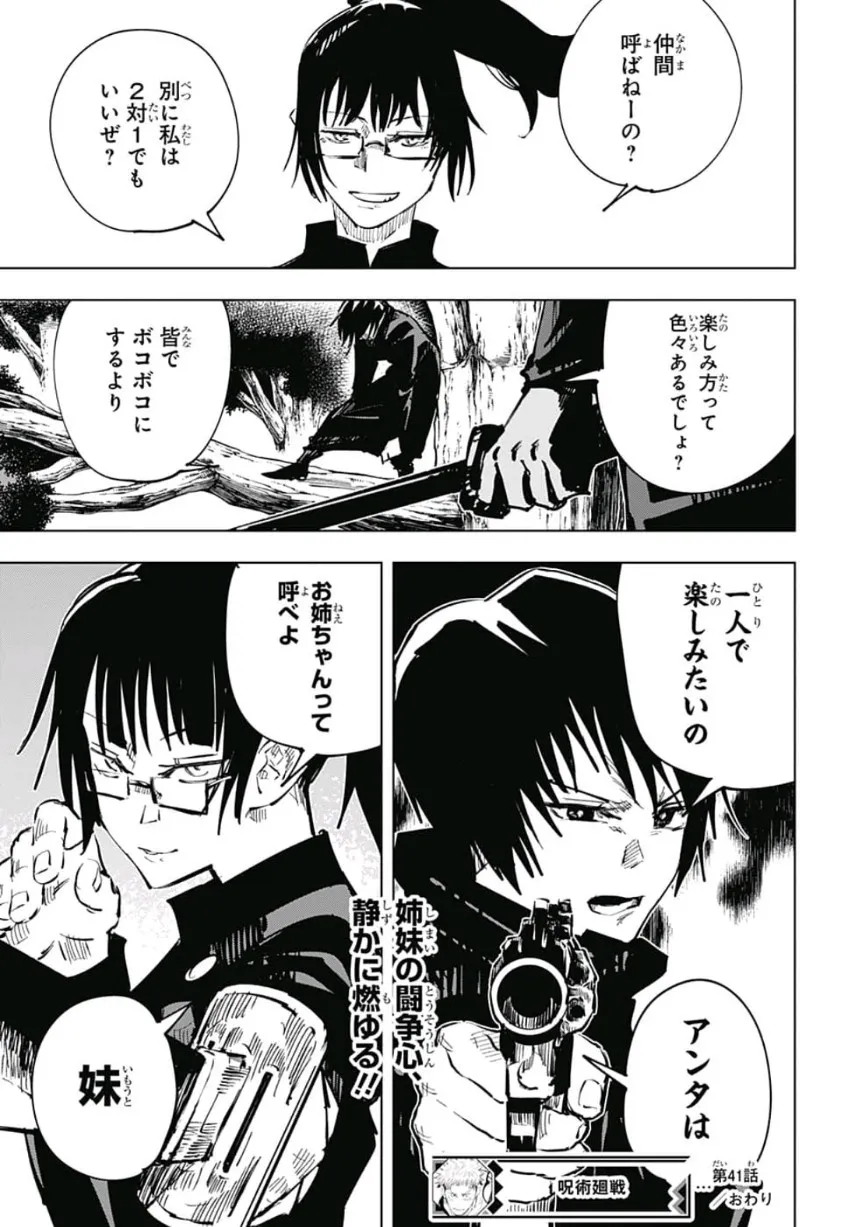 仲間
呼ばねーの?
別に私は
2対1でも
いいぜ?
楽しみ方って
色々あるでしょ?
皆で
ボコボコに
するより
一人で
楽しみたいの
アンタは
お姉ちゃんって
呼べよ
妹
姉妹の闘争心、
静かに燃ゆる!!
呪術廻戦
…第41話
/おわり